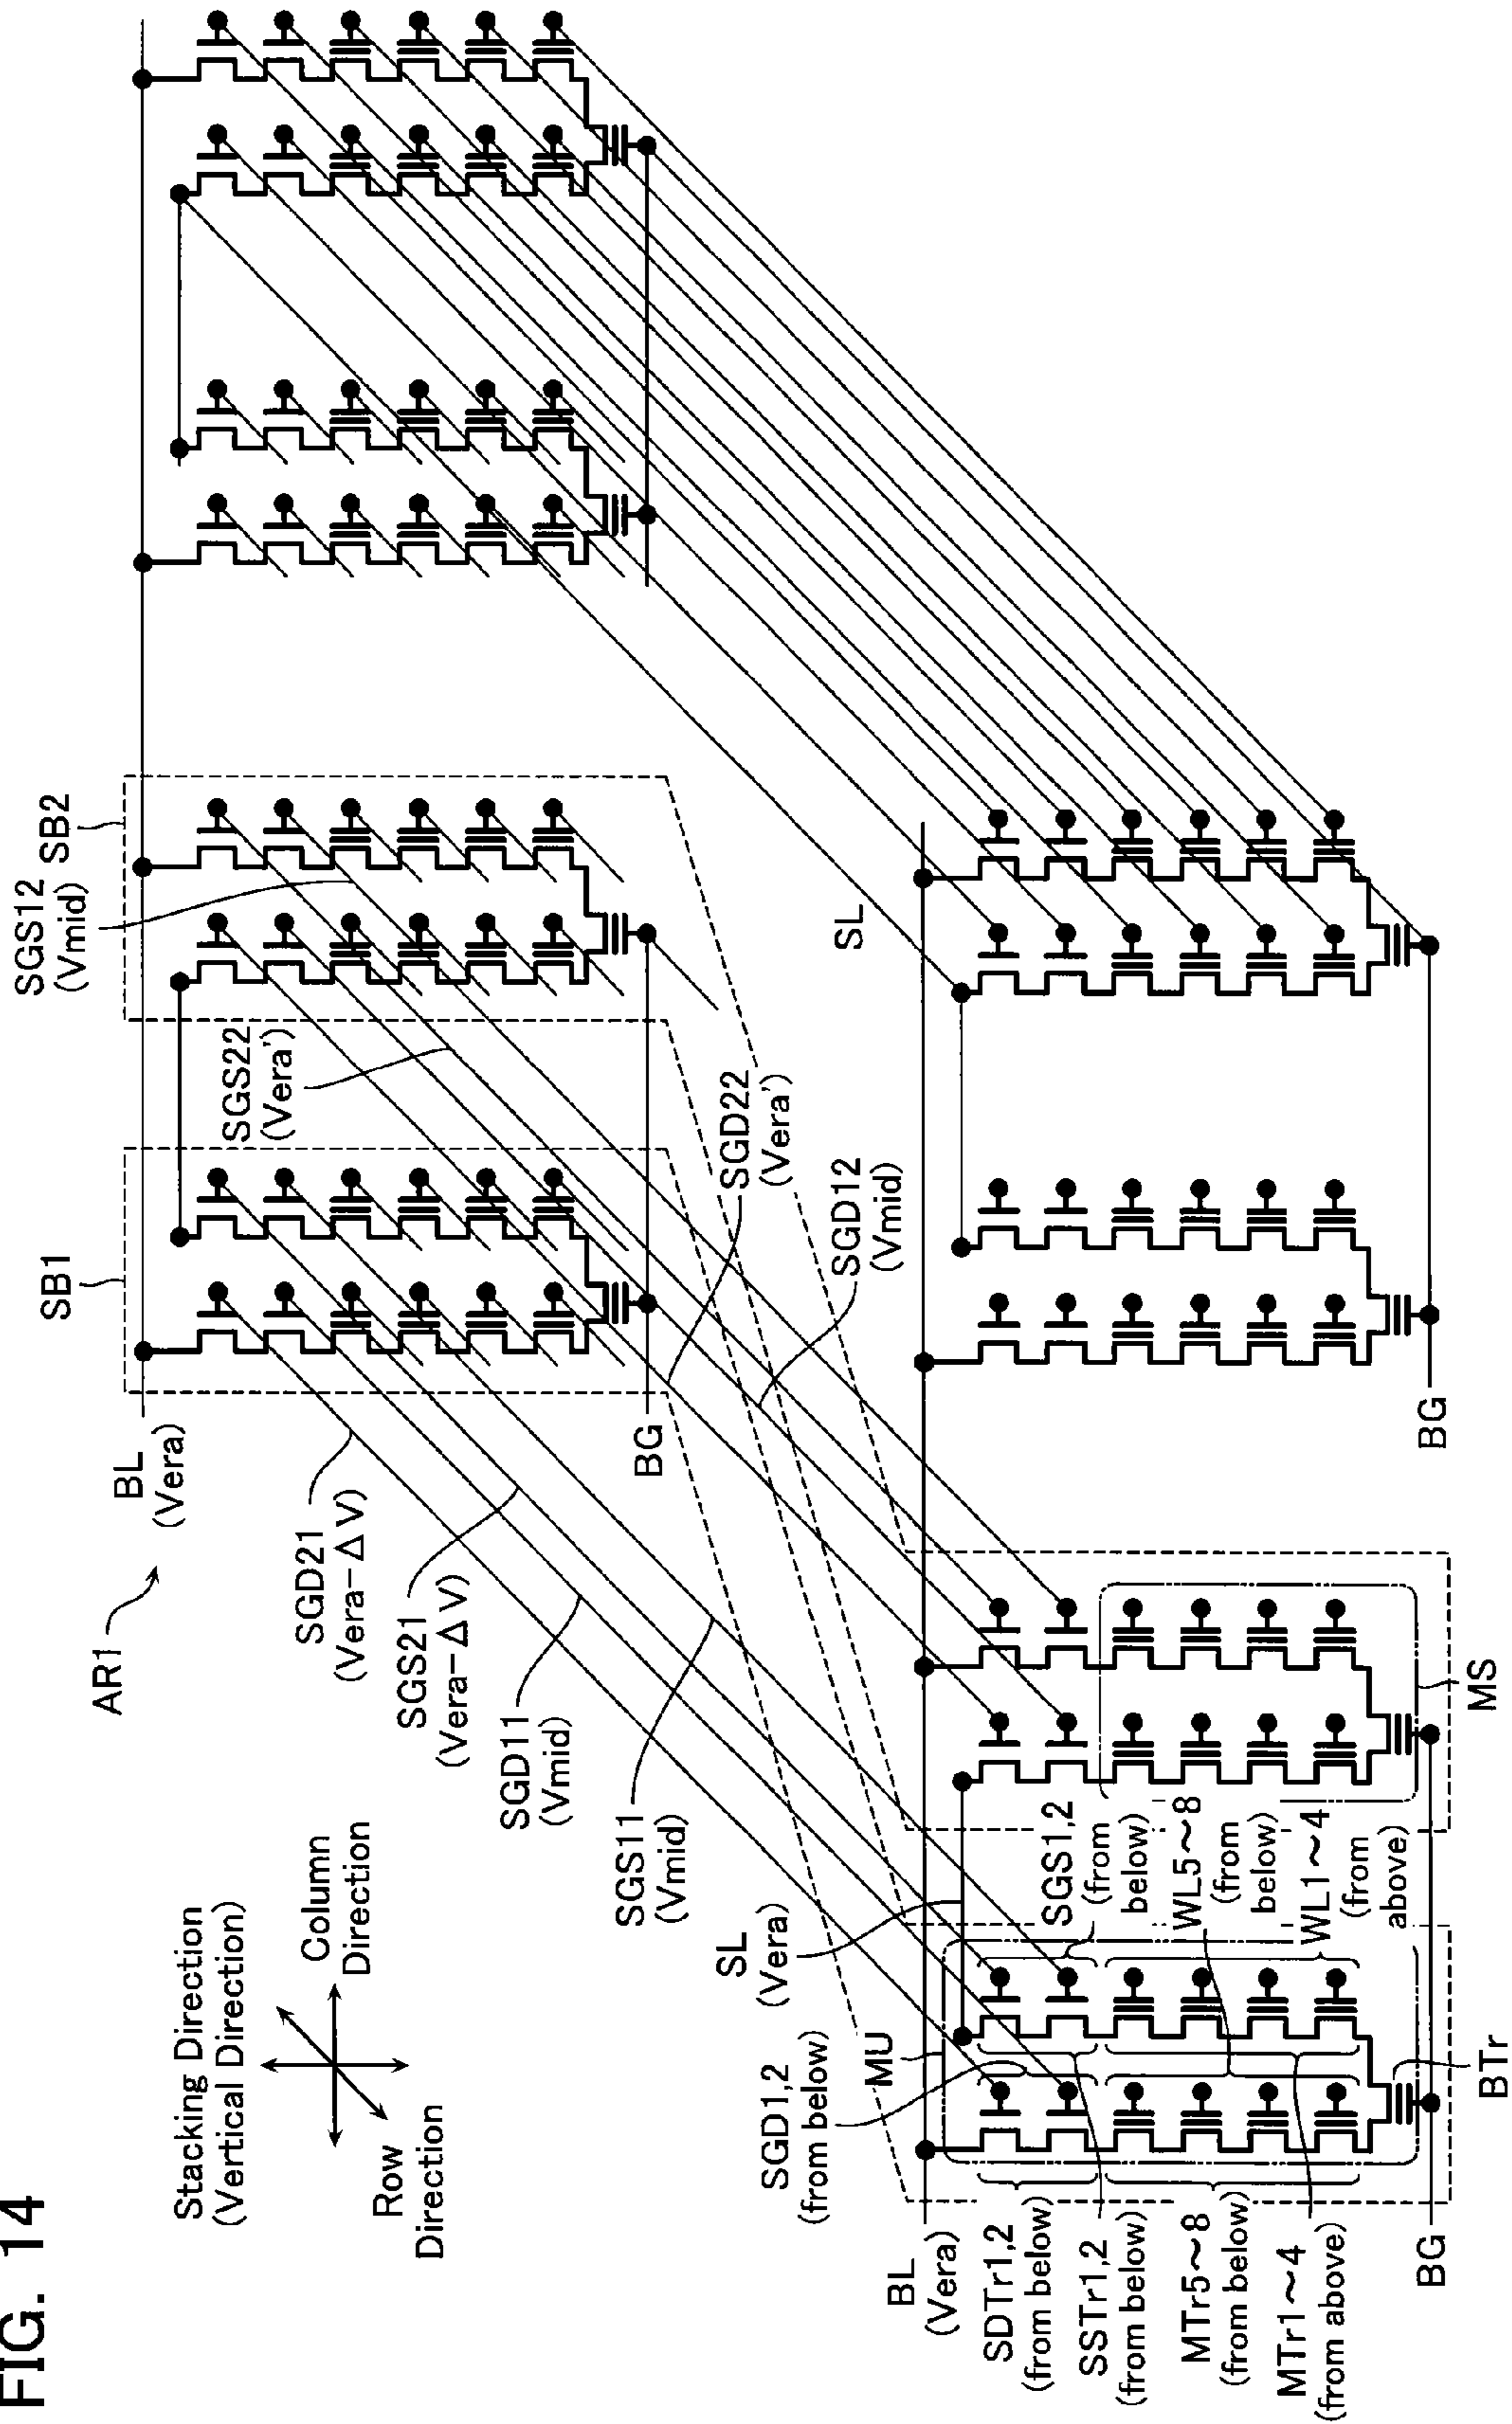 FIG. 14
Stacking Direction
(Vertical Direction)
Column
Direction
Row
Direction
AR1
BL
(Vera)
SB1
SB2
SGS12
(Vmid)
SGS22
(Vera')
SGD22
(Vera')
SGD12
(Vmid)
SGD21
(Vera-ΔV)
SGS21
(Vera-ΔV)
SGD11
(Vmid)
SGS11
(Vmid)
BG
SL
SL
(Vera)
MU
SGD1,2
(from below)
SGS1,2
(from
below)
WL5~8
(from
below)
WL1~4
(from
above)
BL
(Vera)
SDTr1,2
(from below)
SSTr1,2
(from below)
MTr5~8
(from below)
MTr1~4
(from above)
BG
BTr
MS
BG